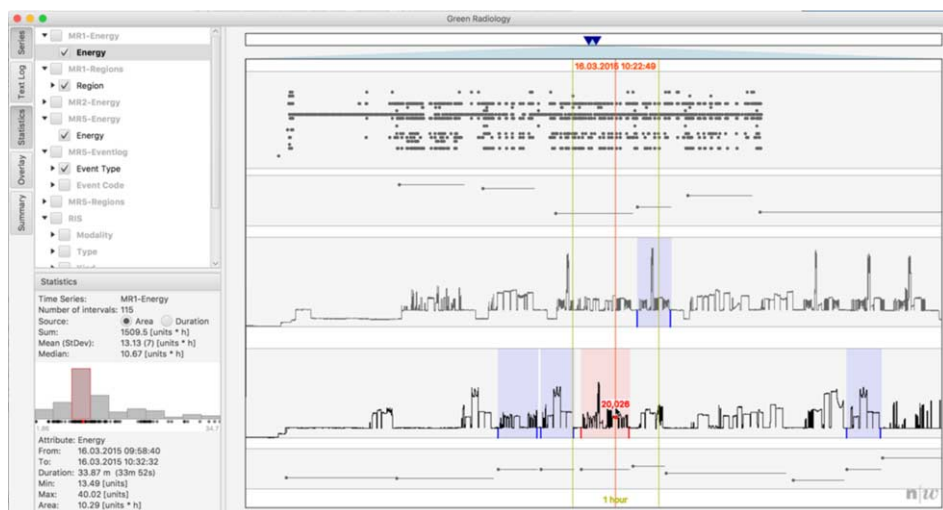 Green Radiology
Series
Text Log
Statistics
Overlay
Summary
MR1-Energy
Energy
MR1-Regions
Region
MR2-Energy
MR5-Energy
Energy
MR5-Eventlog
Event Type
Event Code
MR5-Regions
RIS
Modality
Type
Statistics
Time Series: MR1-Energy
Number of intervals: 115
Source: Area Duration
Sum: 1509.5 [units * h]
Mean (StDev): 13.13 (7) [units * h]
Median: 10.67 [units * h]
Attribute: Energy
From: 16.03.2015 09:58:40
To: 16.03.2015 10:32:32
Duration: 33.87 m (33m 52s)
Min: 13.49 [units]
Max: 40.02 [units]
Area: 10.29 [units * h]
16.03.2015 10:22:49
20,026
1 hour
n|w